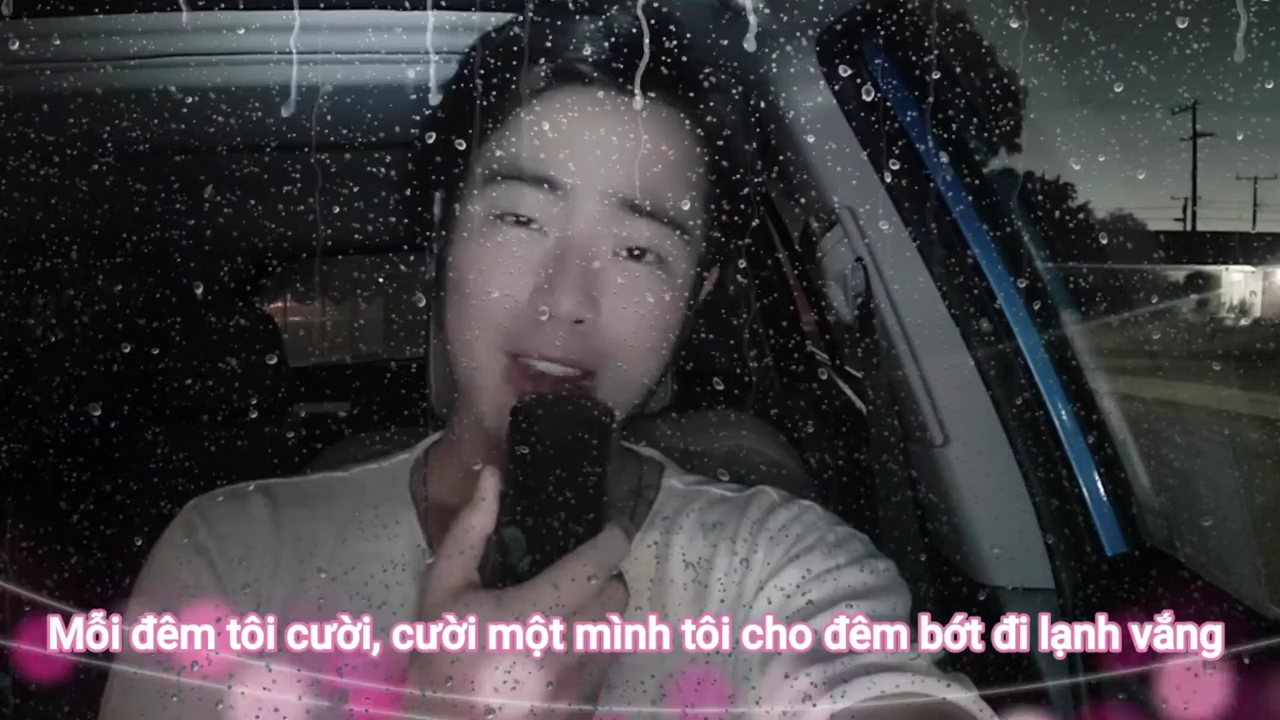 Mỗi đêm tôi cười, cười một mình tôi cho đêm bớt đi lạnh vắng